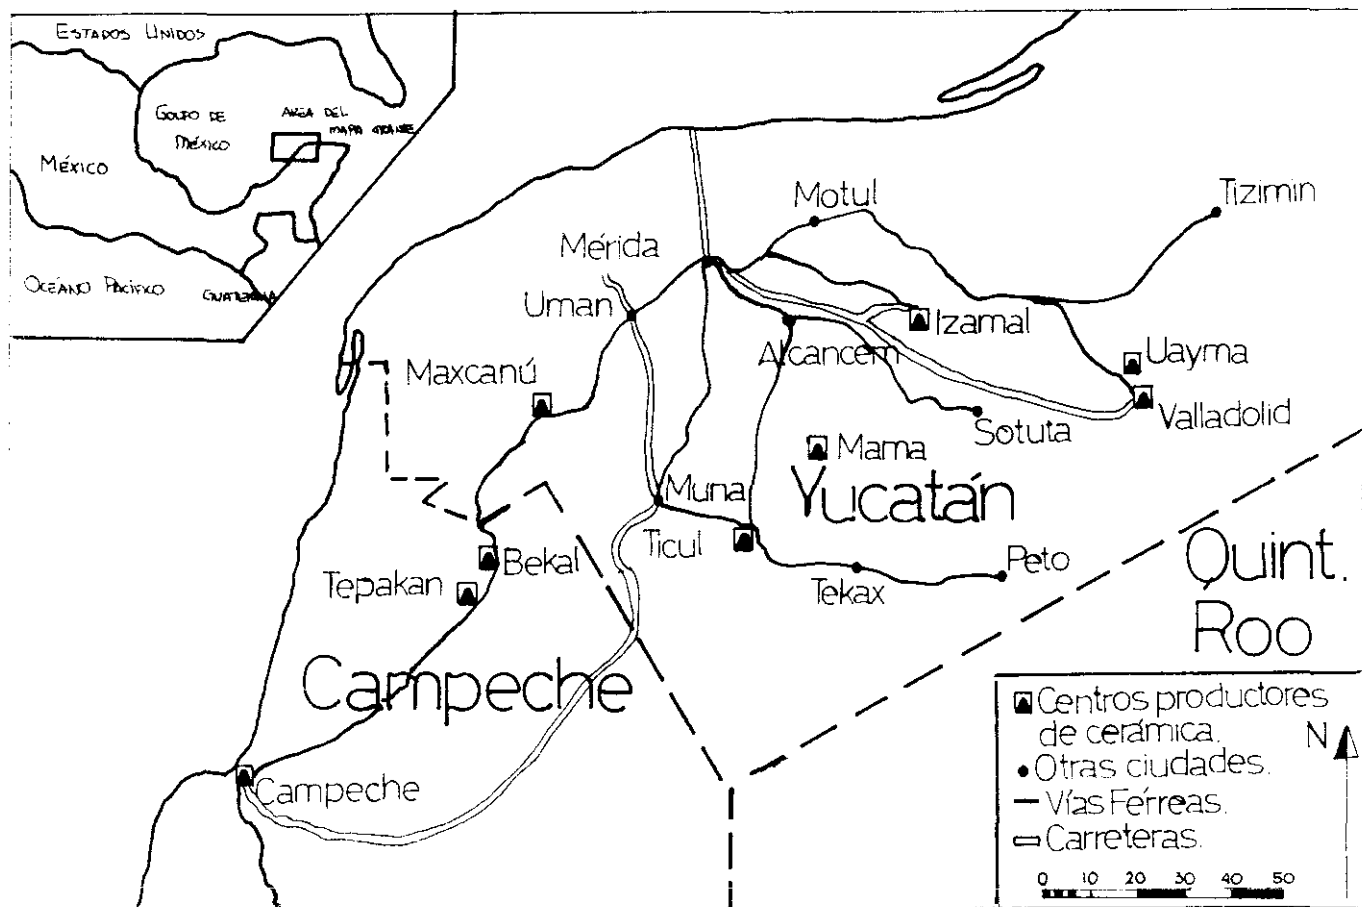 ESTADOS UNIDOS
GOLFO DE
MÉXICO
AREA DEL
MAPA GRANDE
MÉXICO
OCÉANO PACÍFICO
GUATEMALA
Motul
Tizimin
Mérida
Uman
Izamal
Alcancem
Uayma
Maxcanú
Valladolid
Sotuta
Mama
Yucatán
Muna
Ticul
Bekal
Tepakan
Tekax
Peto
Quint.
Roo
Campeche
Campeche
Centros productores
de cerámica.
Otras ciudades.
Vías Férreas.
Carreteras.
N
0 10 20 30 40 50